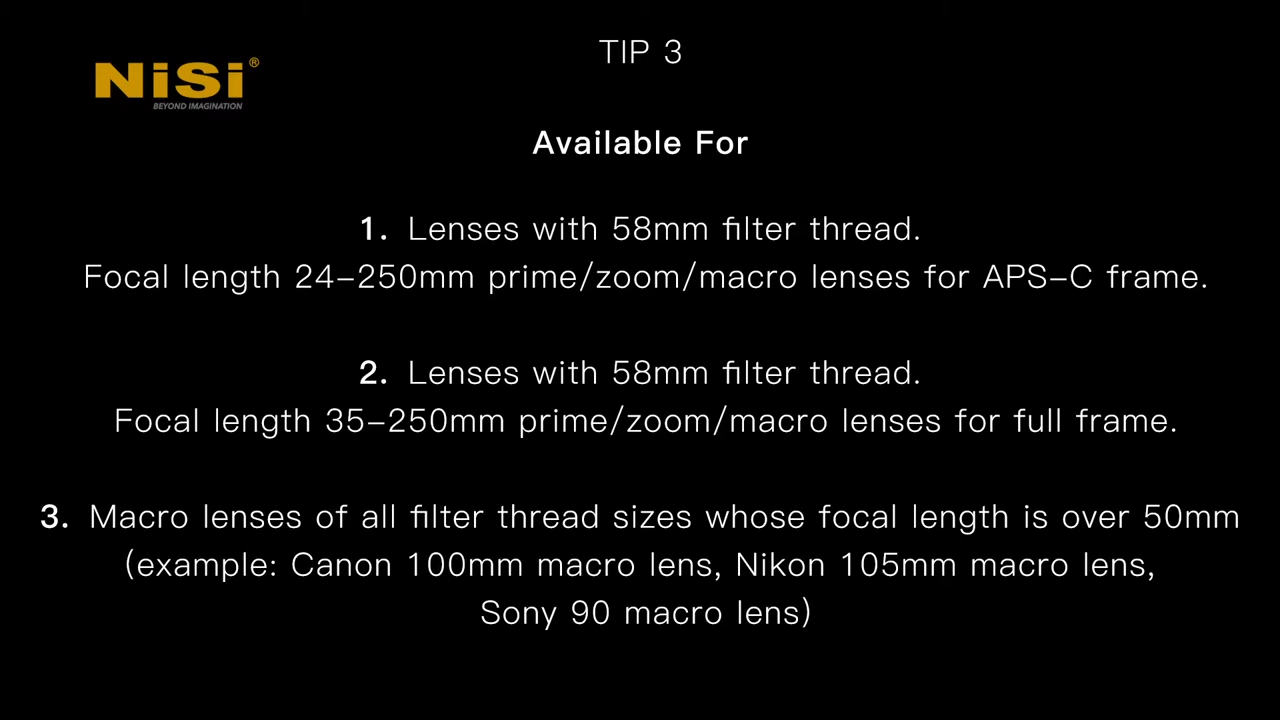 TIP 3
NiSi®
BEYOND IMAGINATION
Available For
1. Lenses with 58mm filter thread.
Focal length 24–250mm prime/zoom/macro lenses for APS–C frame.
2. Lenses with 58mm filter thread.
Focal length 35–250mm prime/zoom/macro lenses for full frame.
3. Macro lenses of all filter thread sizes whose focal length is over 50mm
(example: Canon 100mm macro lens, Nikon 105mm macro lens,
Sony 90 macro lens)